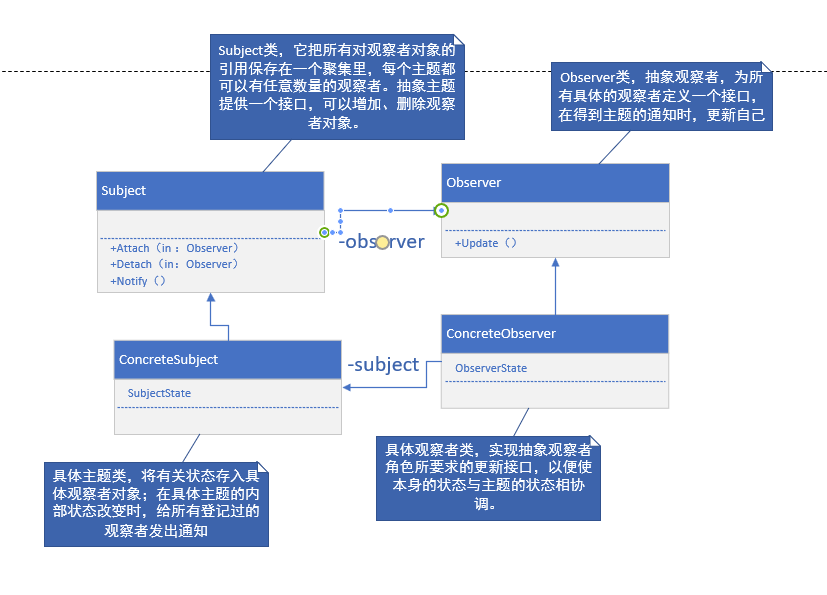 Subject类，它把所有对观察者对象的
引用保存在一个聚集里，每个主题都
可以有任意数量的观察者。抽象主题
提供一个接口，可以增加、删除观察
者对象。
Observer类，抽象观察者，为所
有具体的观察者定义一个接口，
在得到主题的通知时，更新自己
Subject
+Attach（in：Observer）
+Detach（in：Observer）
+Notify（）
-observer
Observer
+Update（）
ConcreteSubject
SubjectState
-subject
ConcreteObserver
ObserverState
具体主题类，将有关状态存入具
体观察者对象；在具体主题的内
部状态改变时，给所有登记过的
观察者发出通知
具体观察者类，实现抽象观察者
角色所要求的更新接口，以便使
本身的状态与主题的状态相协
调。